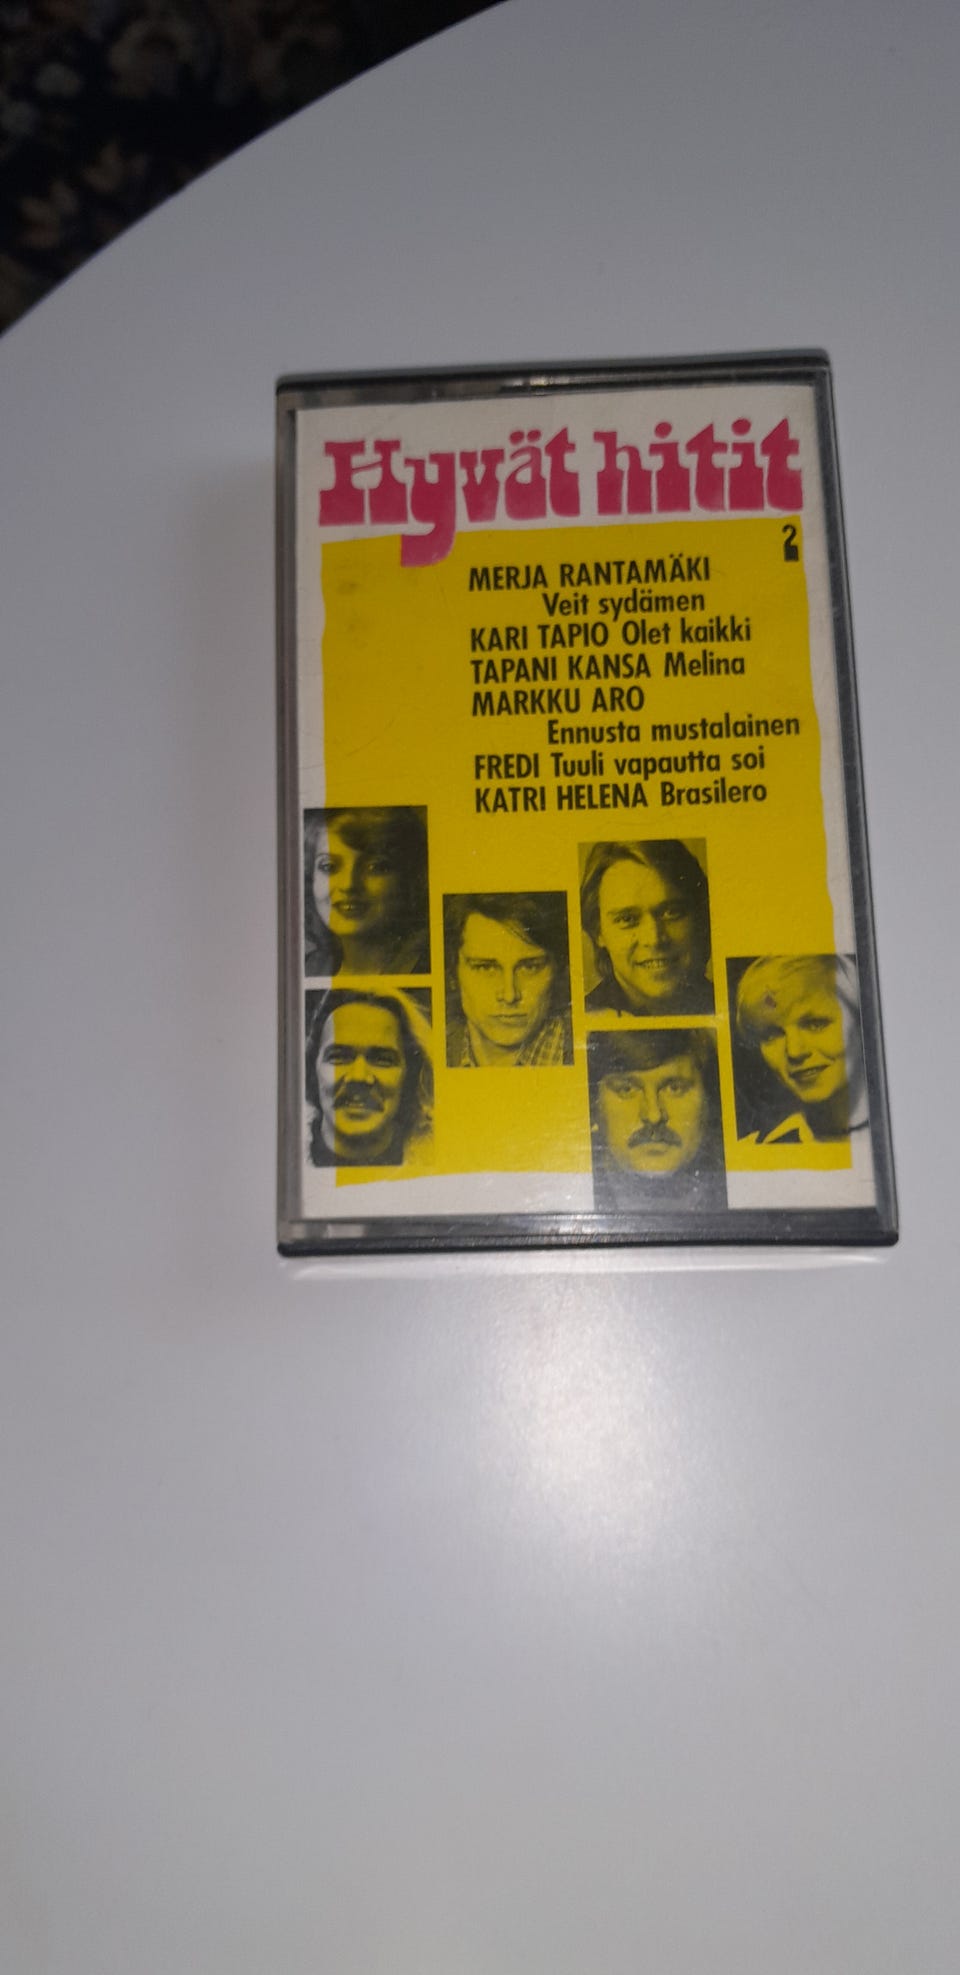 Hyvät hitit
2
MERJA RANTAMÄKI
Veit sydämen
KARI TAPIO Olet kaikki
TAPANI KANSA Melina
MARKKU ARO
Ennusta mustalainen
FREDI Tuuli vapautta soi
KATRI HELENA Brasilero